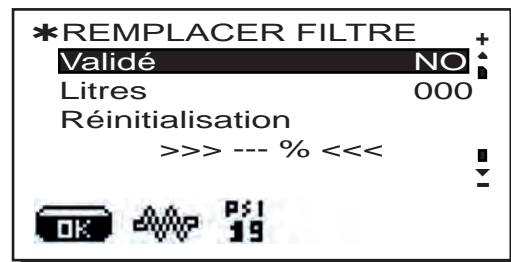 *REMPLACER FILTRE
Validé NO
Litres 000
Réinitialisation
>>> --- % <<<
OK PSI
19